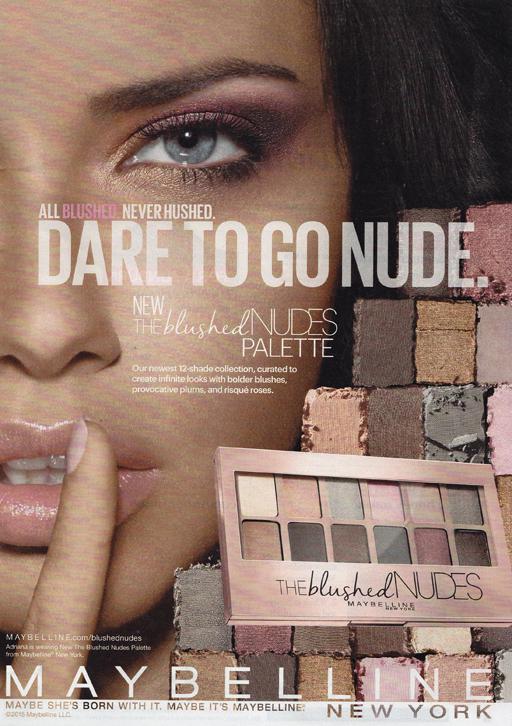 ALL BLUSHED. NEVER HUSHED.
DARE TO GO NUDE.
NEW
THE blushed NUDES
PALETTE
Our newest 12-shade collection, curated to
create infinite looks with bolder blushes,
provocative plums, and risqué roses.
THE blushed NUDES
MAYBELLINE
NEW YORK
MAYBELLINE.com/blushednudes
Adriana is wearing New The Blushed Nudes Palette
from Maybelline® New York.
MAYBELLINE
MAYBE SHE'S BORN WITH IT. MAYBE IT'S MAYBELLINE.®
NEW YORK
©2015 Maybelline LLC.